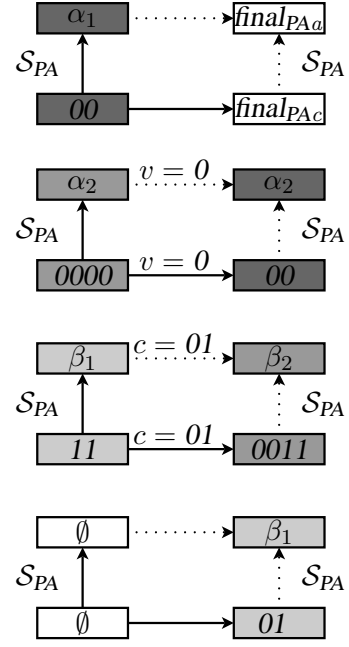 α₁ final_PAa
𝒮_PA 𝒮_PA
00 final_PAc
α₂ v = 0 α₂
𝒮_PA 𝒮_PA
0000 v = 0 00
β₁ c = 01 β₂
𝒮_PA 𝒮_PA
11 c = 01 0011
∅ β₁
𝒮_PA 𝒮_PA
∅ 01